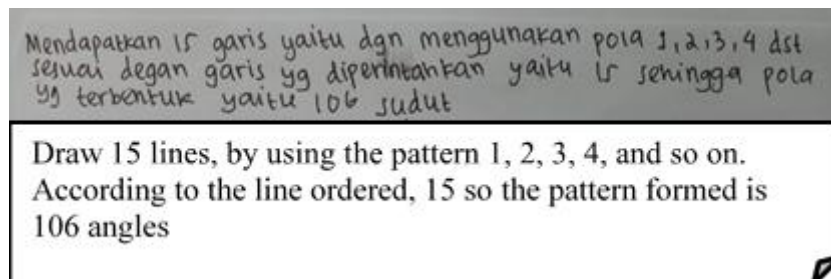 Mendapatkan 15 garis yaitu dgn menggunakan pola 1,2,3,4 dst
sesuai degan garis yg diperintahkan yaitu 15 sehingga pola
yg terbentuk yaitu 106 sudut
Draw 15 lines, by using the pattern 1, 2, 3, 4, and so on.
According to the line ordered, 15 so the pattern formed is
106 angles